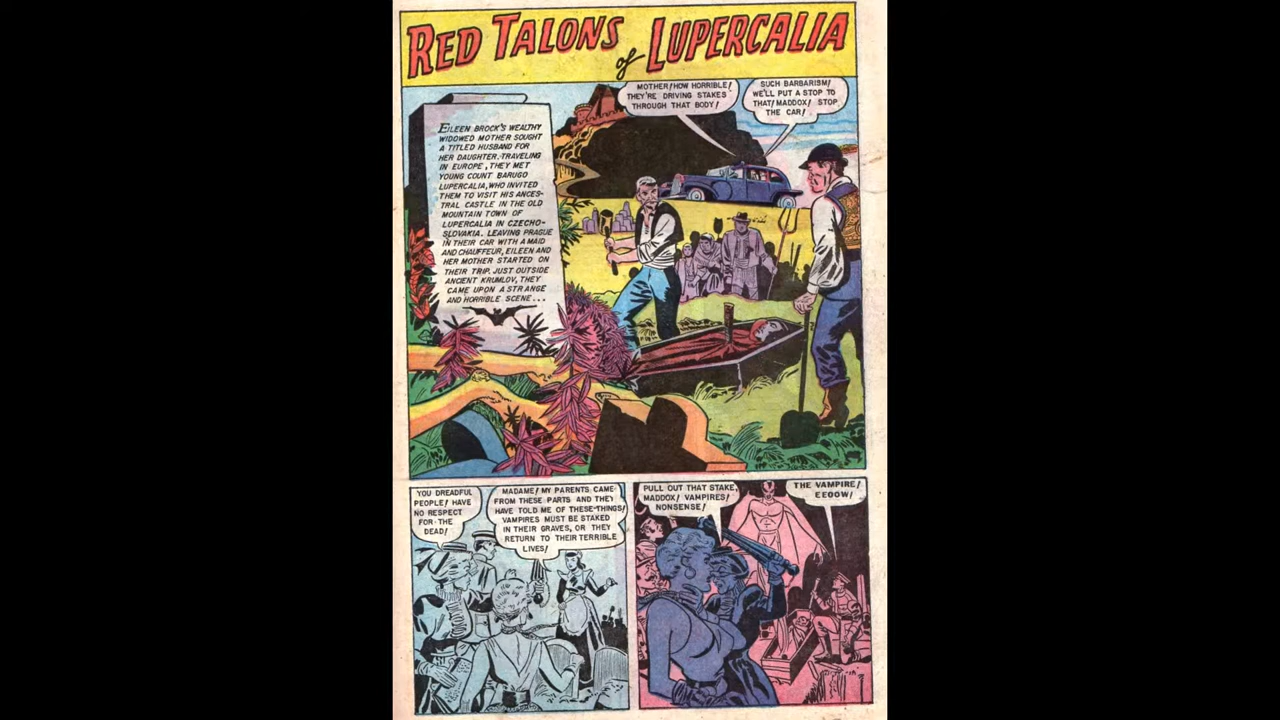 RED TALONS of LUPERCALIA
MOTHER! HOW HORRIBLE!
THEY'RE DRIVING STAKES
THROUGH THAT BODY!
SUCH BARBARISM!
WE'LL PUT A STOP TO
THAT! MADDOX! STOP
THE CAR!
EILEEN BROCK'S WEALTHY
WIDOWED MOTHER SOUGHT
A TITLED HUSBAND FOR
HER DAUGHTER. TRAVELING
IN EUROPE, THEY MET
YOUNG COUNT BARUGO
LUPERCALIA, WHO INVITED
THEM TO VISIT HIS ANCES-
TRAL CASTLE IN THE OLD
MOUNTAIN TOWN OF
LUPERCALIA IN CZECHO-
SLOVAKIA. LEAVING PRAGUE
IN THEIR CAR WITH A MAID
AND CHAUFFEUR, EILEEN AND
HER MOTHER STARTED ON
THEIR TRIP. JUST OUTSIDE
ANCIENT KRUMLOV, THEY
CAME UPON A STRANGE
AND HORRIBLE SCENE...
YOU DREADFUL
PEOPLE! HAVE
NO RESPECT
FOR THE
DEAD!
MADAME! MY PARENTS CAME
FROM THESE PARTS AND THEY
HAVE TOLD ME OF THESE THINGS!
VAMPIRES MUST BE STAKED
IN THEIR GRAVES, OR THEY
RETURN TO THEIR TERRIBLE
LIVES!
PULL OUT THAT STAKE,
MADDOX! VAMPIRES!
NONSENSE!
THE VAMPIRE!
EEOOW!